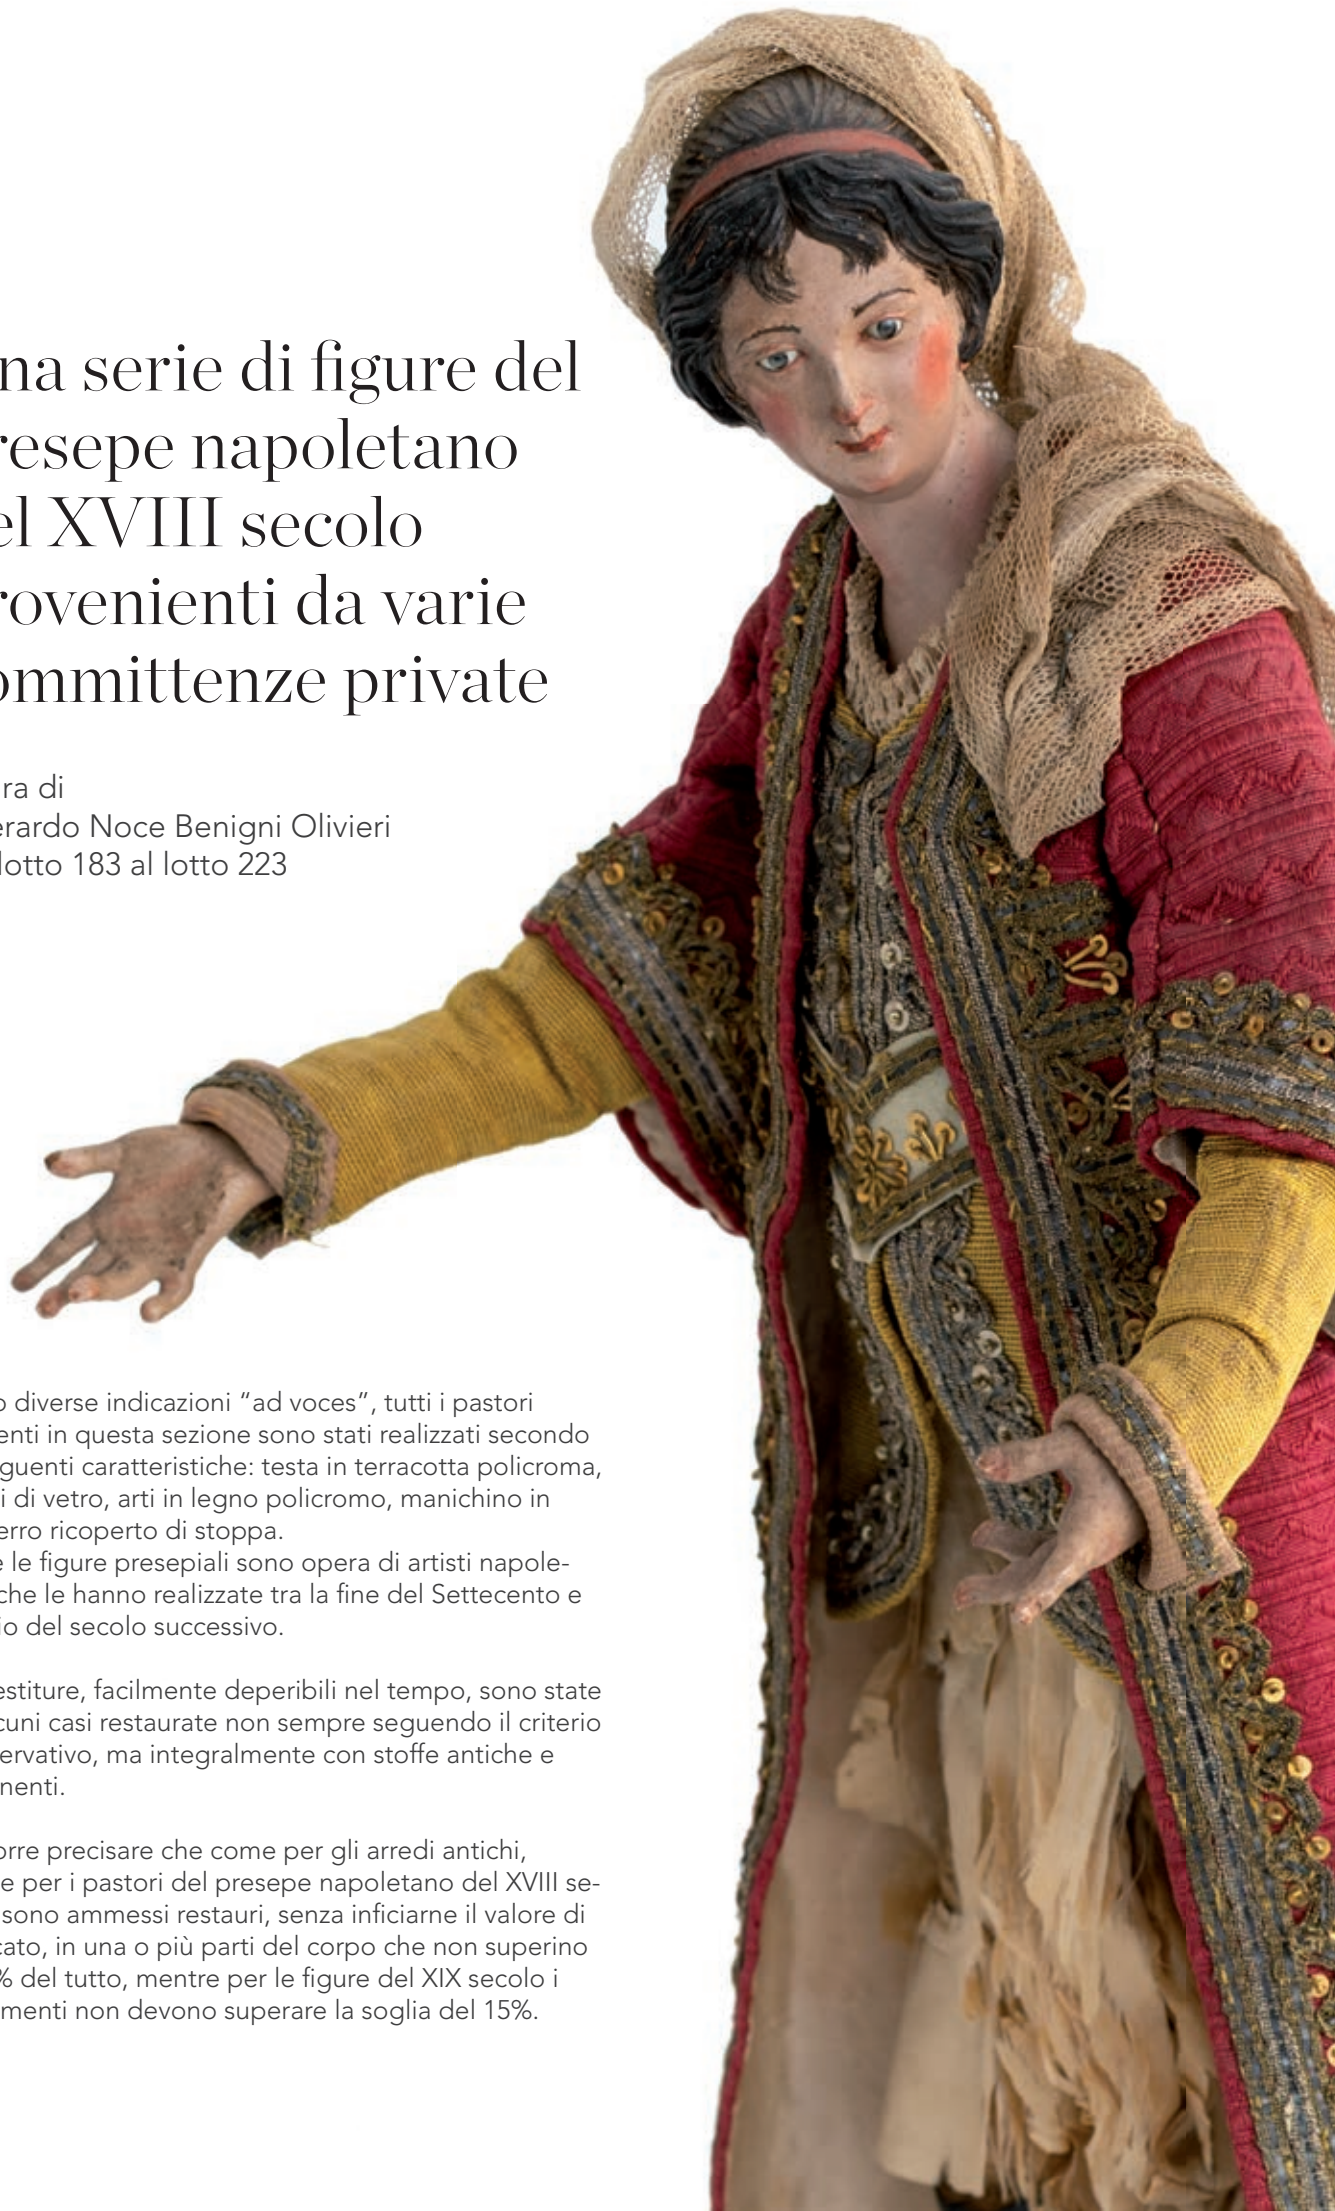 na serie di figure del
resepe napoletano
el XVIII secolo
rovenienti da varie
ommittenze private
ra di
erardo Noce Benigni Olivieri
lotto 183 al lotto 223
o diverse indicazioni “ad voces”, tutti i pastori
enti in questa sezione sono stati realizzati secondo
guenti caratteristiche: testa in terracotta policroma,
i di vetro, arti in legno policromo, manichino in
erro ricoperto di stoppa.
e le figure presepiali sono opera di artisti napole-
che le hanno realizzate tra la fine del Settecento e
io del secolo successivo.
estiture, facilmente deperibili nel tempo, sono state
cuni casi restaurate non sempre seguendo il criterio
ervativo, ma integralmente con stoffe antiche e
nenti.
orre precisare che come per gli arredi antichi,
e per i pastori del presepe napoletano del XVIII se-
sono ammessi restauri, senza inficiarne il valore di
cato, in una o più parti del corpo che non superino
% del tutto, mentre per le figure del XIX secolo i
menti non devono superare la soglia del 15%.